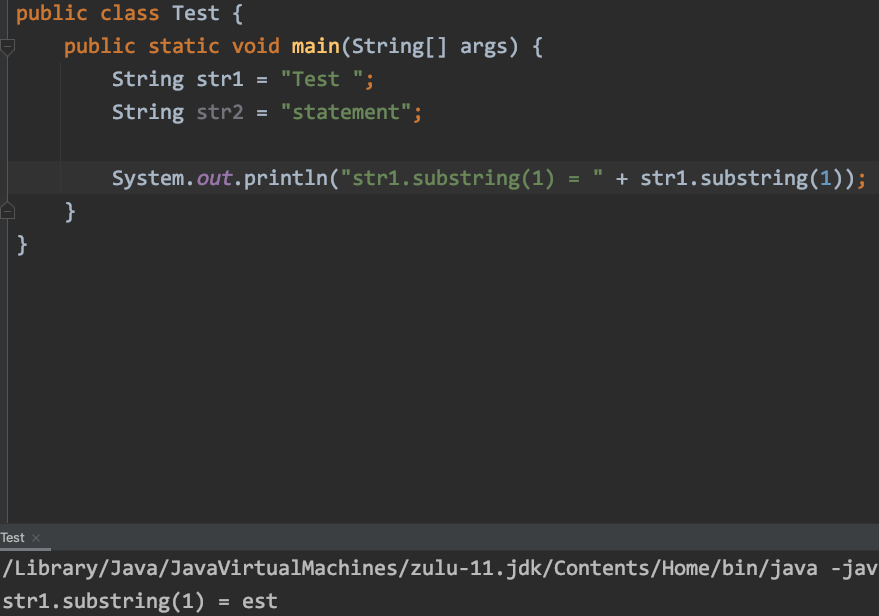 public class Test {
    public static void main(String[] args) {
        String str1 = "Test ";
        String str2 = "statement";
        System.out.println("str1.substring(1) = " + str1.substring(1));
    }
}
Test ×
/Library/Java/JavaVirtualMachines/zulu-11.jdk/Contents/Home/bin/java -jav
str1.substring(1) = est